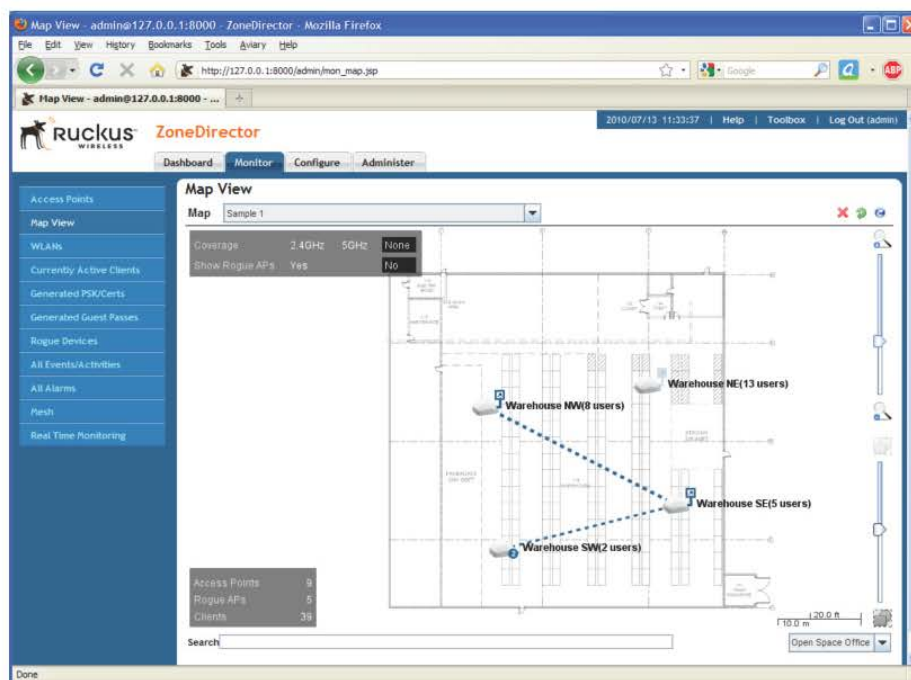 Map View - admin@127.0.0.1:8000 - ZoneDirector - Mozilla Firefox
File Edit View History Bookmarks Tools Aviary Help
http://127.0.0.1:8000/admin/mon_map.jsp
Google
ABP
Map View - admin@127.0.0.1:8000 - ...
2010/07/13 11:33:37 | Help | Toolbox | Log Out (admin)
RUCKUS WIRELESS
ZoneDirector
Dashboard Monitor Configure Administer
Access Points
Map View
WLANs
Currently Active Clients
Generated PSK/Certs
Generated Guest Passes
Rogue Devices
All Events/Activities
All Alarms
Mesh
Real Time Monitoring
Map View
Map Sample 1
Coverage 2.4GHz 5GHz None
Show Rogue APs Yes No
Warehouse NE(13 users)
Warehouse NW(8 users)
Warehouse SE(5 users)
Warehouse SW(2 users)
2
Access Points 9
Rogue APs 5
Clients 39
20.0 ft
10.0 m
Search
Open Space Office
Done